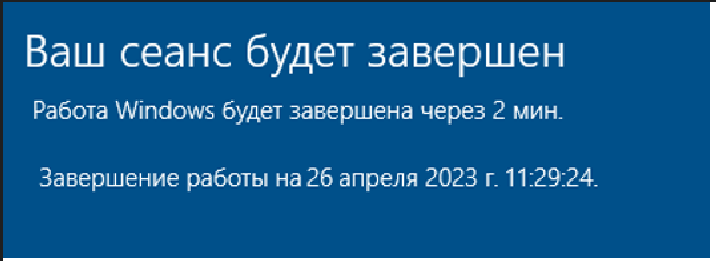 Ваш сеанс будет завершен
Работа Windows будет завершена через 2 мин.
Завершение работы на 26 апреля 2023 г. 11:29:24.